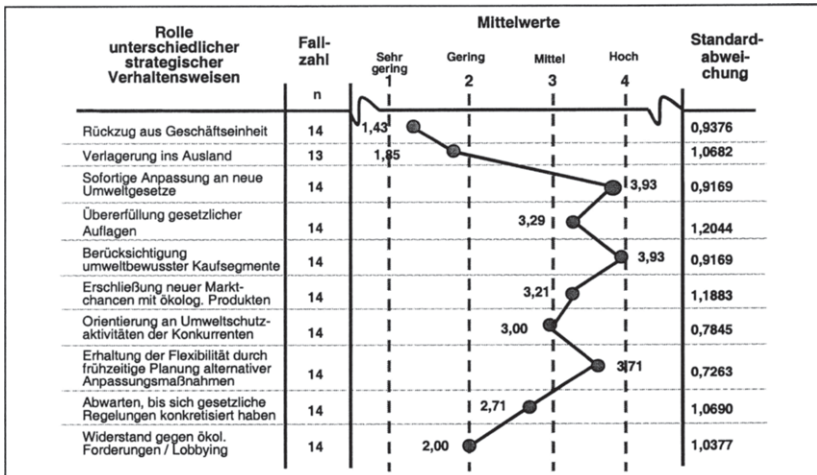 Rolle
unterschiedlicher
strategischer
Verhaltensweisen
Fall-
zahl
n
Mittelwerte
Sehr
gering
1
Gering
2
Mittel
3
Hoch
4
Standard-
abwei-
chung
Rückzug aus Geschäftseinheit 14 1,43 0,9376
Verlagerung ins Ausland 13 1,85 1,0682
Sofortige Anpassung an neue
Umweltgesetze 14 3,93 0,9169
Übererfüllung gesetzlicher
Auflagen 14 3,29 1,2044
Berücksichtigung
umweltbewusster Kaufsegmente 14 3,93 0,9169
Erschließung neuer Markt-
chancen mit ökolog. Produkten 14 3,21 1,1883
Orientierung an Umweltschutz-
aktivitäten der Konkurrenten 14 3,00 0,7845
Erhaltung der Flexibilität durch
frühzeitige Planung alternativer
Anpassungsmaßnahmen 14 3,71 0,7263
Abwarten, bis sich gesetzliche
Regelungen konkretisiert haben 14 2,71 1,0690
Widerstand gegen ökol.
Forderungen / Lobbying 14 2,00 1,0377